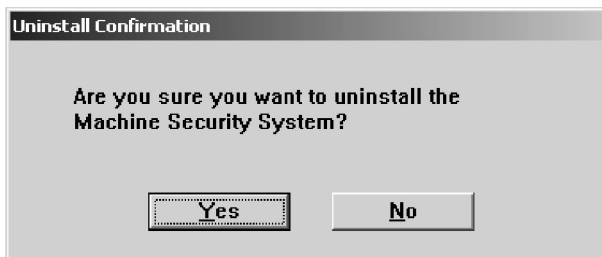 Uninstall Confirmation
Are you sure you want to uninstall the
Machine Security System?
Yes
No